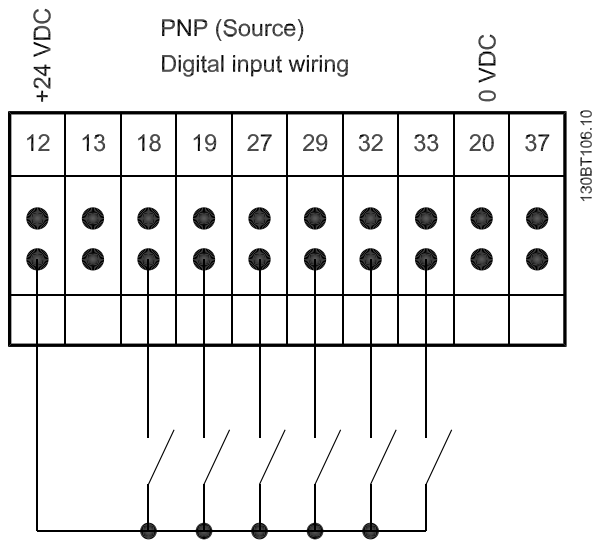 PNP (Source)
Digital input wiring
+24 VDC
0 VDC
12 13 18 19 27 29 32 33 20 37
130BT106.10